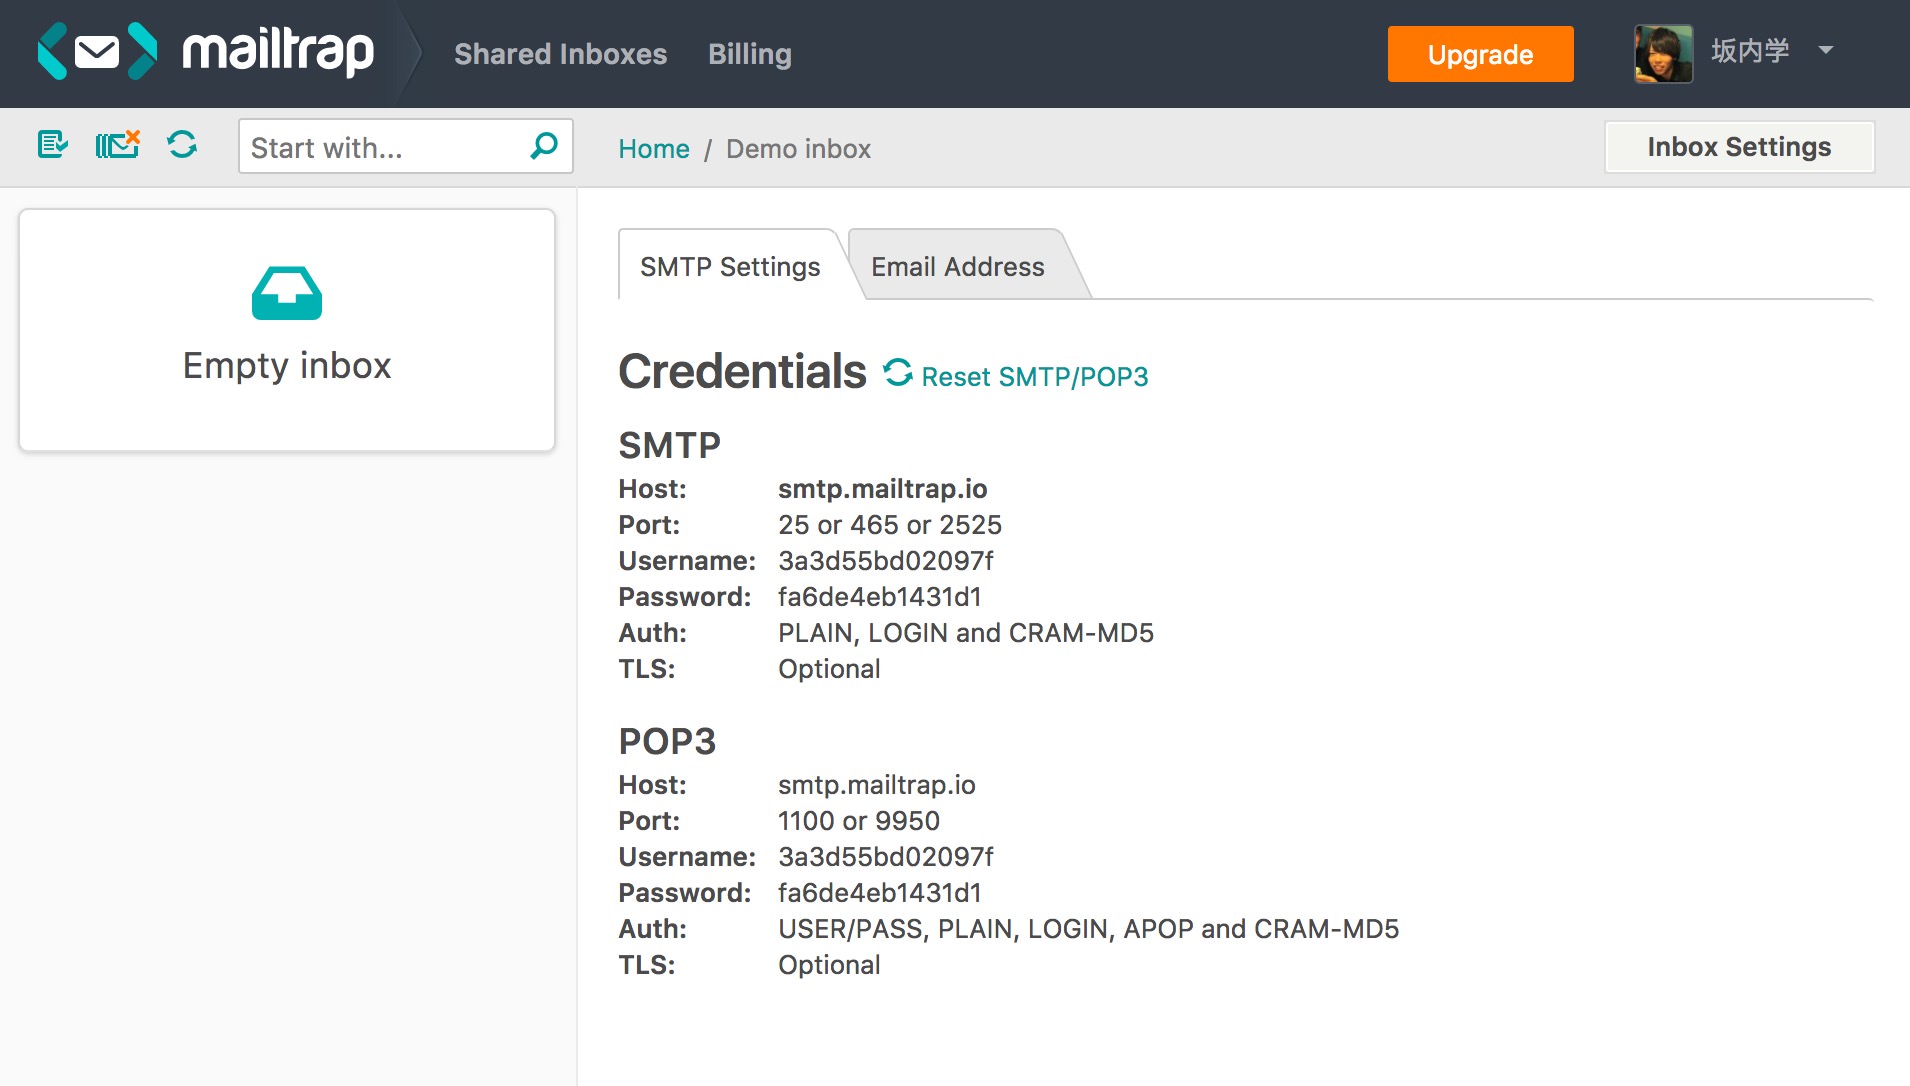 mailtrap
Shared Inboxes
Billing
Upgrade
坂内学
Start with...
Home / Demo inbox
Inbox Settings
Empty inbox
SMTP Settings
Email Address
Credentials Reset SMTP/POP3
SMTP
Host: smtp.mailtrap.io
Port: 25 or 465 or 2525
Username: 3a3d55bd02097f
Password: fa6de4eb1431d1
Auth: PLAIN, LOGIN and CRAM-MD5
TLS: Optional
POP3
Host: smtp.mailtrap.io
Port: 1100 or 9950
Username: 3a3d55bd02097f
Password: fa6de4eb1431d1
Auth: USER/PASS, PLAIN, LOGIN, APOP and CRAM-MD5
TLS: Optional